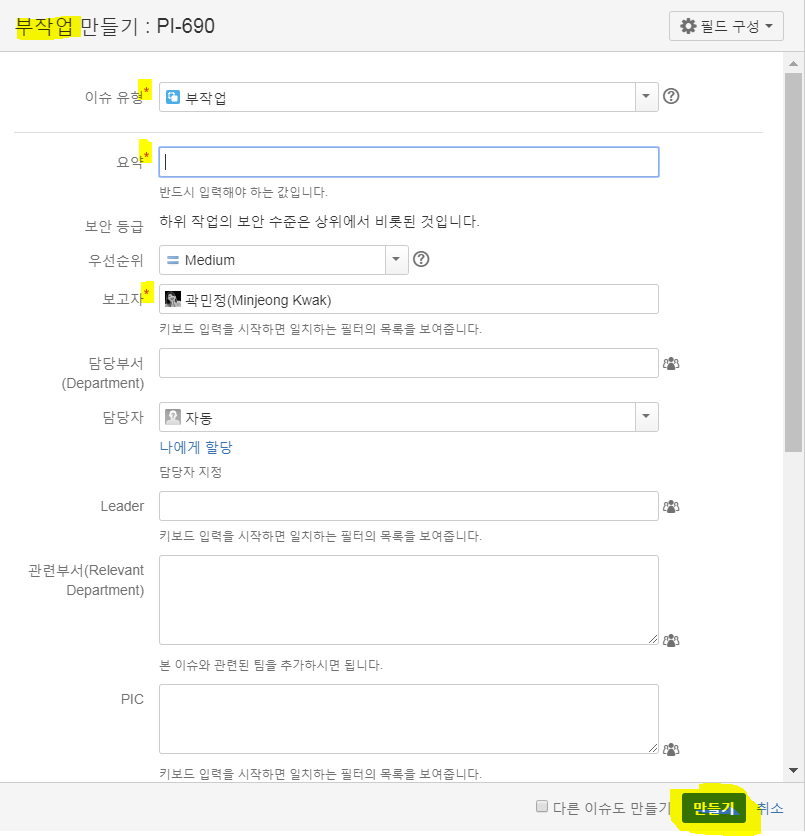 부작업 만들기 : PI-690
필드 구성
이슈 유형*
부작업
요약*
반드시 입력해야 하는 값입니다.
보안 등급
하위 작업의 보안 수준은 상위에서 비롯된 것입니다.
우선순위
Medium
보고자*
곽민정(Minjeong Kwak)
키보드 입력을 시작하면 일치하는 필터의 목록을 보여줍니다.
담당부서
(Department)
담당자
자동
나에게 할당
담당자 지정
Leader
키보드 입력을 시작하면 일치하는 필터의 목록을 보여줍니다.
관련부서(Relevant
Department)
본 이슈와 관련된 팀을 추가하시면 됩니다.
PIC
키보드 입력을 시작하면 일치하는 필터의 목록을 보여줍니다.
다른 이슈도 만들기
만들기
취소